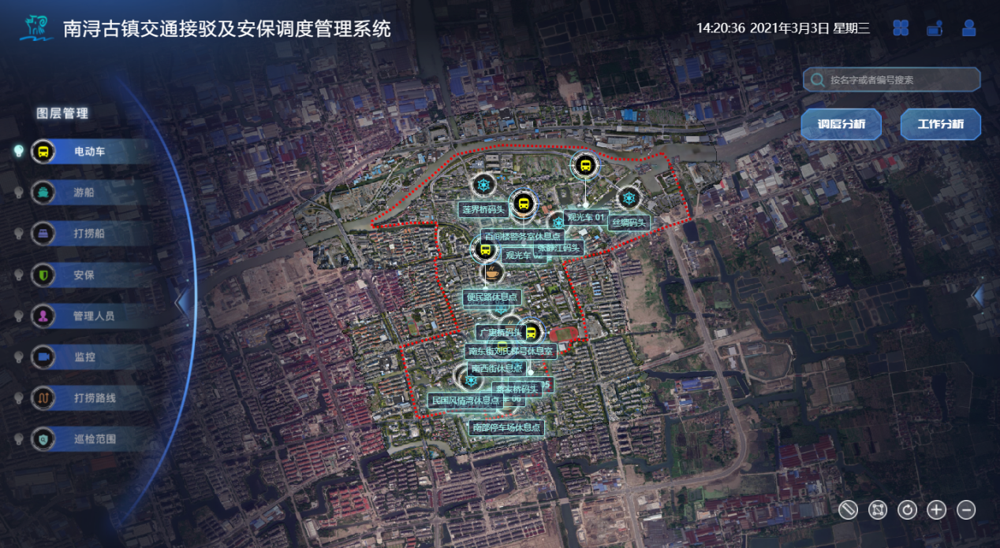 南浔古镇交通接驳及安保调度管理系统
14:20:36 2021年3月3日 星期三
按名字或者编号搜索
调层分析
工作分析
图层管理
电动车
游船
打捞船
安保
管理人员
监控
打捞路线
巡检范围
莲界桥码头
观光车 01
丝绸码头
百间楼警务室休息点
张静江码头
观光车 02
便民路休息点
广惠桥码头
南东街刘氏梯号休息室
南西街休息点
蒋家桥码头
05
民国风情湾休息点
06
南部停车场休息点